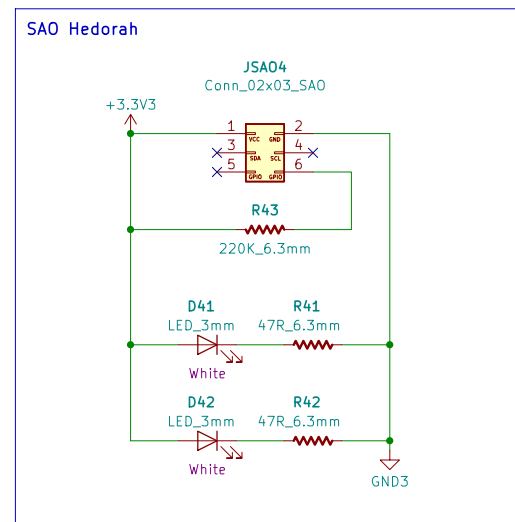 SAO Hedorah
JSAO4
Conn_02x03_SAO
+3.3V3
1 VCC GND 2
3 SDA SCL 4
5 GPIO GPIO 6
R43
220K_6.3mm
D41 R41
LED_3mm 47R_6.3mm
White
D42 R42
LED_3mm 47R_6.3mm
White
GND3